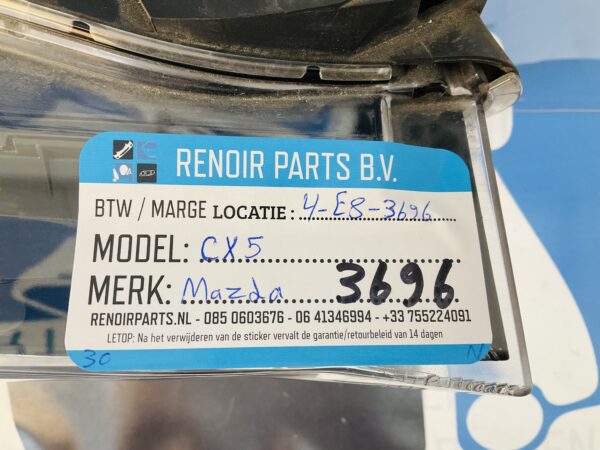 RENOIR PARTS B.V.
BTW / MARGE LOCATIE: 4-E8-3696
MODEL: CX5
MERK: Mazda 3696
RENOIRPARTS.NL - 085 0603676 - 06 41346994 - +33 755224091
LETOP: Na het verwijderen van de sticker vervalt de garantie/retourbeleid van 14 dagen
30